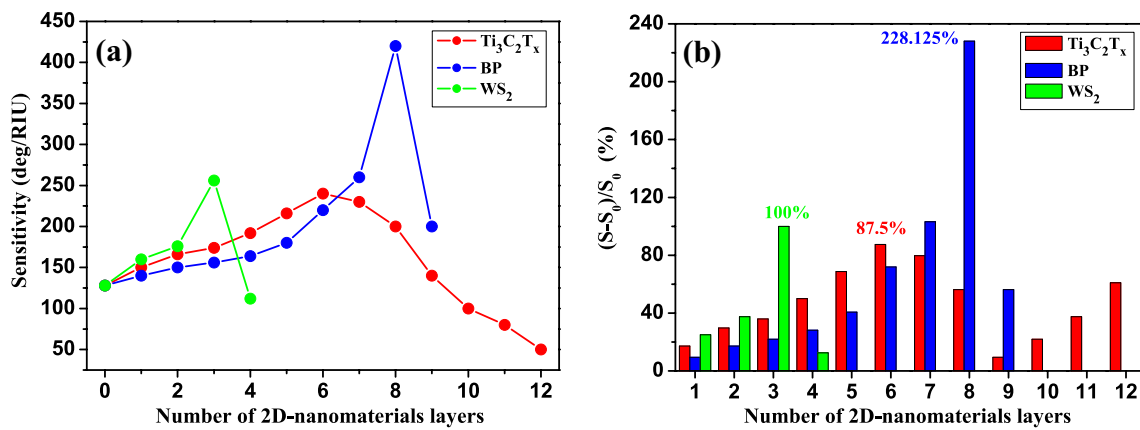 (a)
Ti₃C₂Tₓ
BP
WS₂
Sensitivity (deg/RIU)
450
400
350
300
250
200
150
100
50
0 2 4 6 8 10 12
Number of 2D-nanomaterials layers
(b)
228.125%
Ti₃C₂Tₓ
BP
WS₂
(S-S₀)/S₀ (%)
240
200
160
120
80
40
0
100%
87.5%
1 2 3 4 5 6 7 8 9 10 11 12
Number of 2D-nanomaterials layers